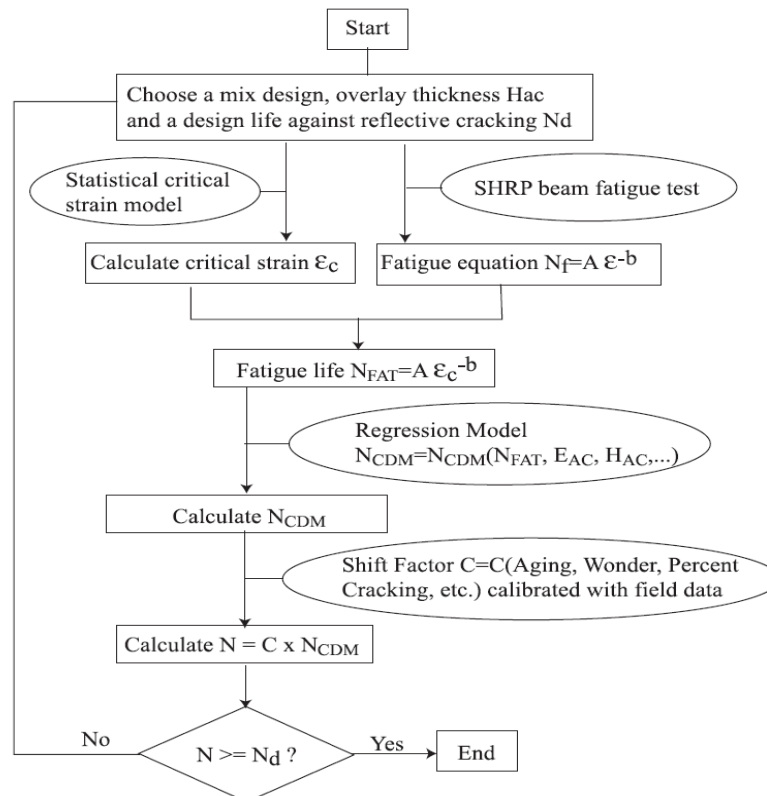 Start
Choose a mix design, overlay thickness Hac
and a design life against reflective cracking Nd
Statistical critical
strain model
SHRP beam fatigue test
Calculate critical strain εc
Fatigue equation Nf=A ε-b
Fatigue life NFAT=A εc-b
Regression Model
NCDM=NCDM(NFAT, EAC, HAC,...)
Calculate NCDM
Shift Factor C=C(Aging, Wonder, Percent
Cracking, etc.) calibrated with field data
Calculate N = C x NCDM
No
N >= Nd ?
Yes
End